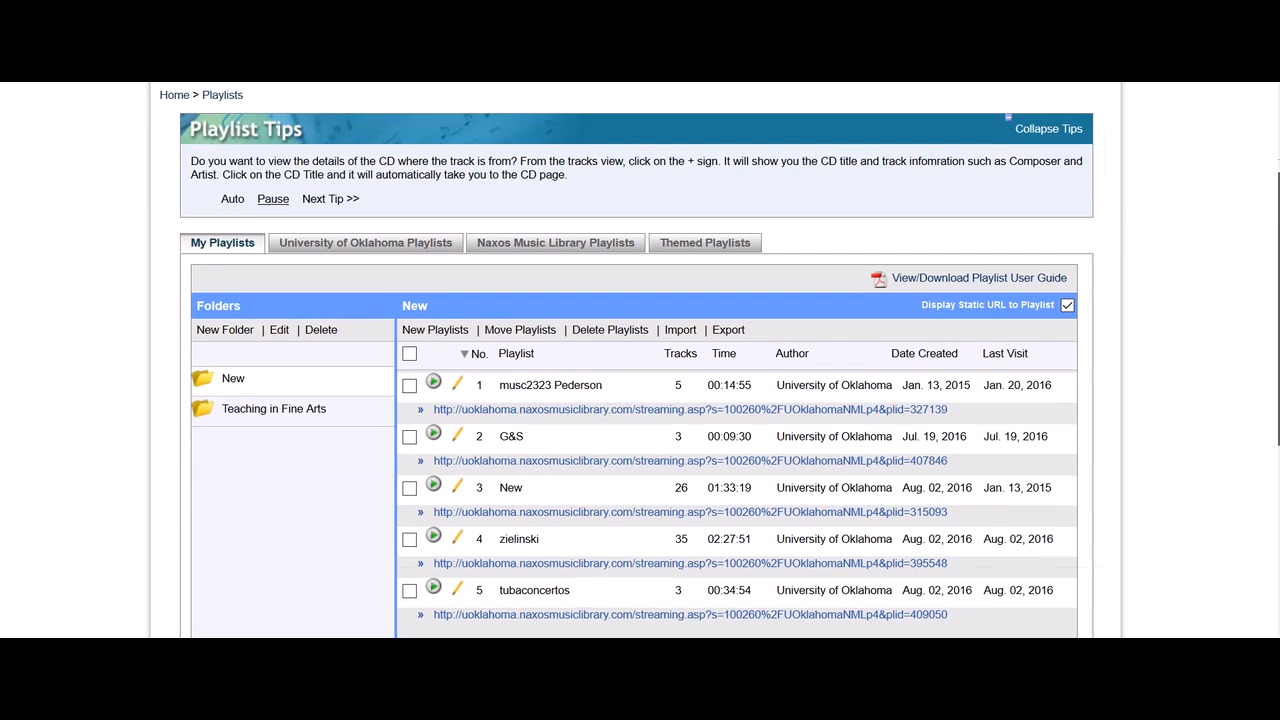 Home > Playlists
Playlist Tips
Collapse Tips
Do you want to view the details of the CD where the track is from? From the tracks view, click on the + sign. It will show you the CD title and track infomration such as Composer and
Artist. Click on the CD Title and it will automatically take you to the CD page.
Auto Pause Next Tip >>
My Playlists University of Oklahoma Playlists Naxos Music Library Playlists Themed Playlists
View/Download Playlist User Guide
Folders New Display Static URL to Playlist
New Folder | Edit | Delete New Playlists | Move Playlists | Delete Playlists | Import | Export
▼No. Playlist Tracks Time Author Date Created Last Visit
New
Teaching in Fine Arts
1 musc2323 Pederson 5 00:14:55 University of Oklahoma Jan. 13, 2015 Jan. 20, 2016
» http://uoklahoma.naxosmusiclibrary.com/streaming.asp?s=100260%2FUOklahomaNMLp4&plid=327139
2 G&S 3 00:09:30 University of Oklahoma Jul. 19, 2016 Jul. 19, 2016
» http://uoklahoma.naxosmusiclibrary.com/streaming.asp?s=100260%2FUOklahomaNMLp4&plid=407846
3 New 26 01:33:19 University of Oklahoma Aug. 02, 2016 Jan. 13, 2015
» http://uoklahoma.naxosmusiclibrary.com/streaming.asp?s=100260%2FUOklahomaNMLp4&plid=315093
4 zielinski 35 02:27:51 University of Oklahoma Aug. 02, 2016 Aug. 02, 2016
» http://uoklahoma.naxosmusiclibrary.com/streaming.asp?s=100260%2FUOklahomaNMLp4&plid=395548
5 tubaconcertos 3 00:34:54 University of Oklahoma Aug. 02, 2016 Aug. 02, 2016
» http://uoklahoma.naxosmusiclibrary.com/streaming.asp?s=100260%2FUOklahomaNMLp4&plid=409050